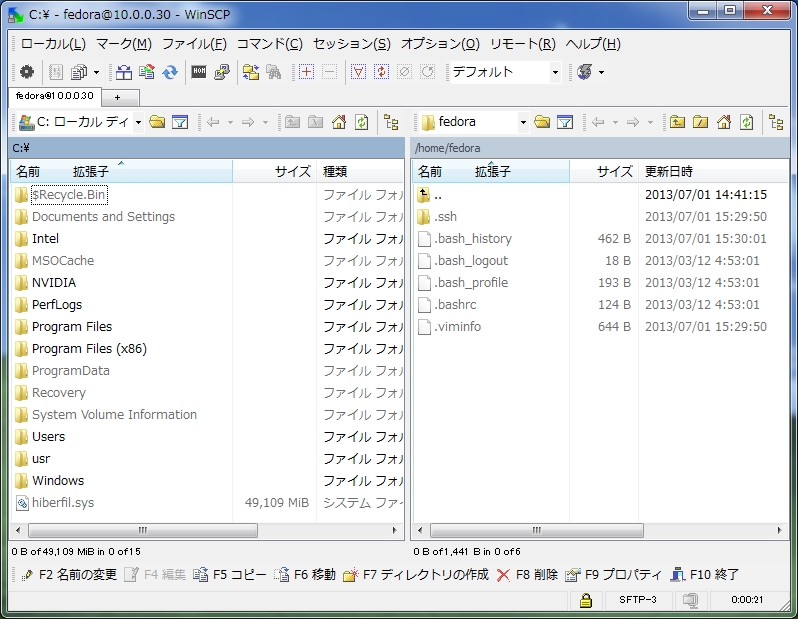 C:¥ - fedora@10.0.0.30 - WinSCP
ローカル(L) マーク(M) ファイル(F) コマンド(C) セッション(S) オプション(O) リモート(R) ヘルプ(H)
デフォルト
fedora@10.0.0.30 +
C: ローカル ディ
fedora
C:¥
/home/fedora
名前 拡張子 サイズ 種類
名前 拡張子 サイズ 更新日時
$Recycle.Bin ファイル フォル
Documents and Settings ファイル フォル
Intel ファイル フォル
MSOCache ファイル フォル
NVIDIA ファイル フォル
PerfLogs ファイル フォル
Program Files ファイル フォル
Program Files (x86) ファイル フォル
ProgramData ファイル フォル
Recovery ファイル フォル
System Volume Information ファイル フォル
Users ファイル フォル
usr ファイル フォル
Windows ファイル フォル
hiberfil.sys 49,109 MiB システム ファイ
.. 2013/07/01 14:41:15
.ssh 2013/07/01 15:29:50
.bash_history 462 B 2013/07/01 15:30:01
.bash_logout 18 B 2013/03/12 4:53:01
.bash_profile 193 B 2013/03/12 4:53:01
.bashrc 124 B 2013/03/12 4:53:01
.viminfo 644 B 2013/07/01 15:29:50
0 B of 49,109 MiB in 0 of 15
0 B of 1,441 B in 0 of 6
F2 名前の変更 F4 編集 F5 コピー F6 移動 F7 ディレクトリの作成 F8 削除 F9 プロパティ F10 終了
SFTP-3 0:00:21